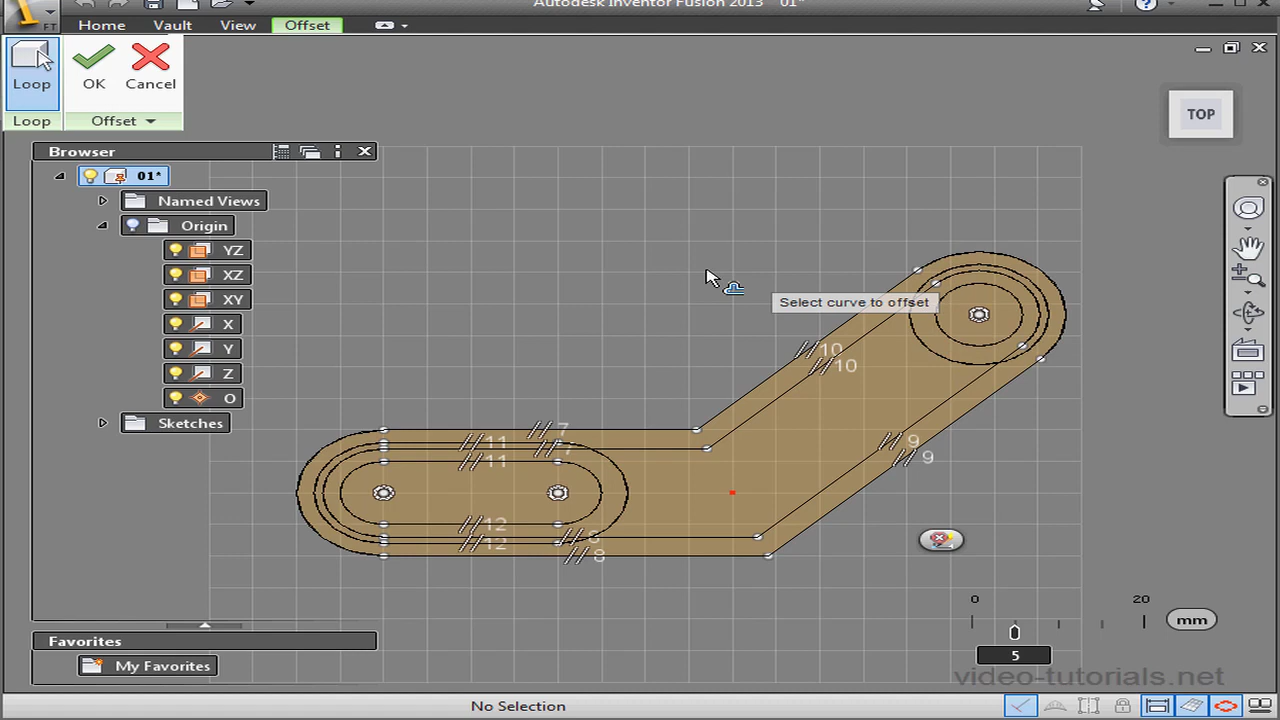 Autodesk Inventor Fusion 2013 01*
FT
Home Vault View Offset
Loop OK Cancel
Loop Offset
TOP
Browser
01*
Named Views
Origin
YZ
XZ
XY
X
Y
Z
O
Sketches
Select curve to offset
10
10
7
7
11
11
9
9
12
12
8
0 20
mm
5
Favorites
My Favorites
video-tutorials.net
No Selection